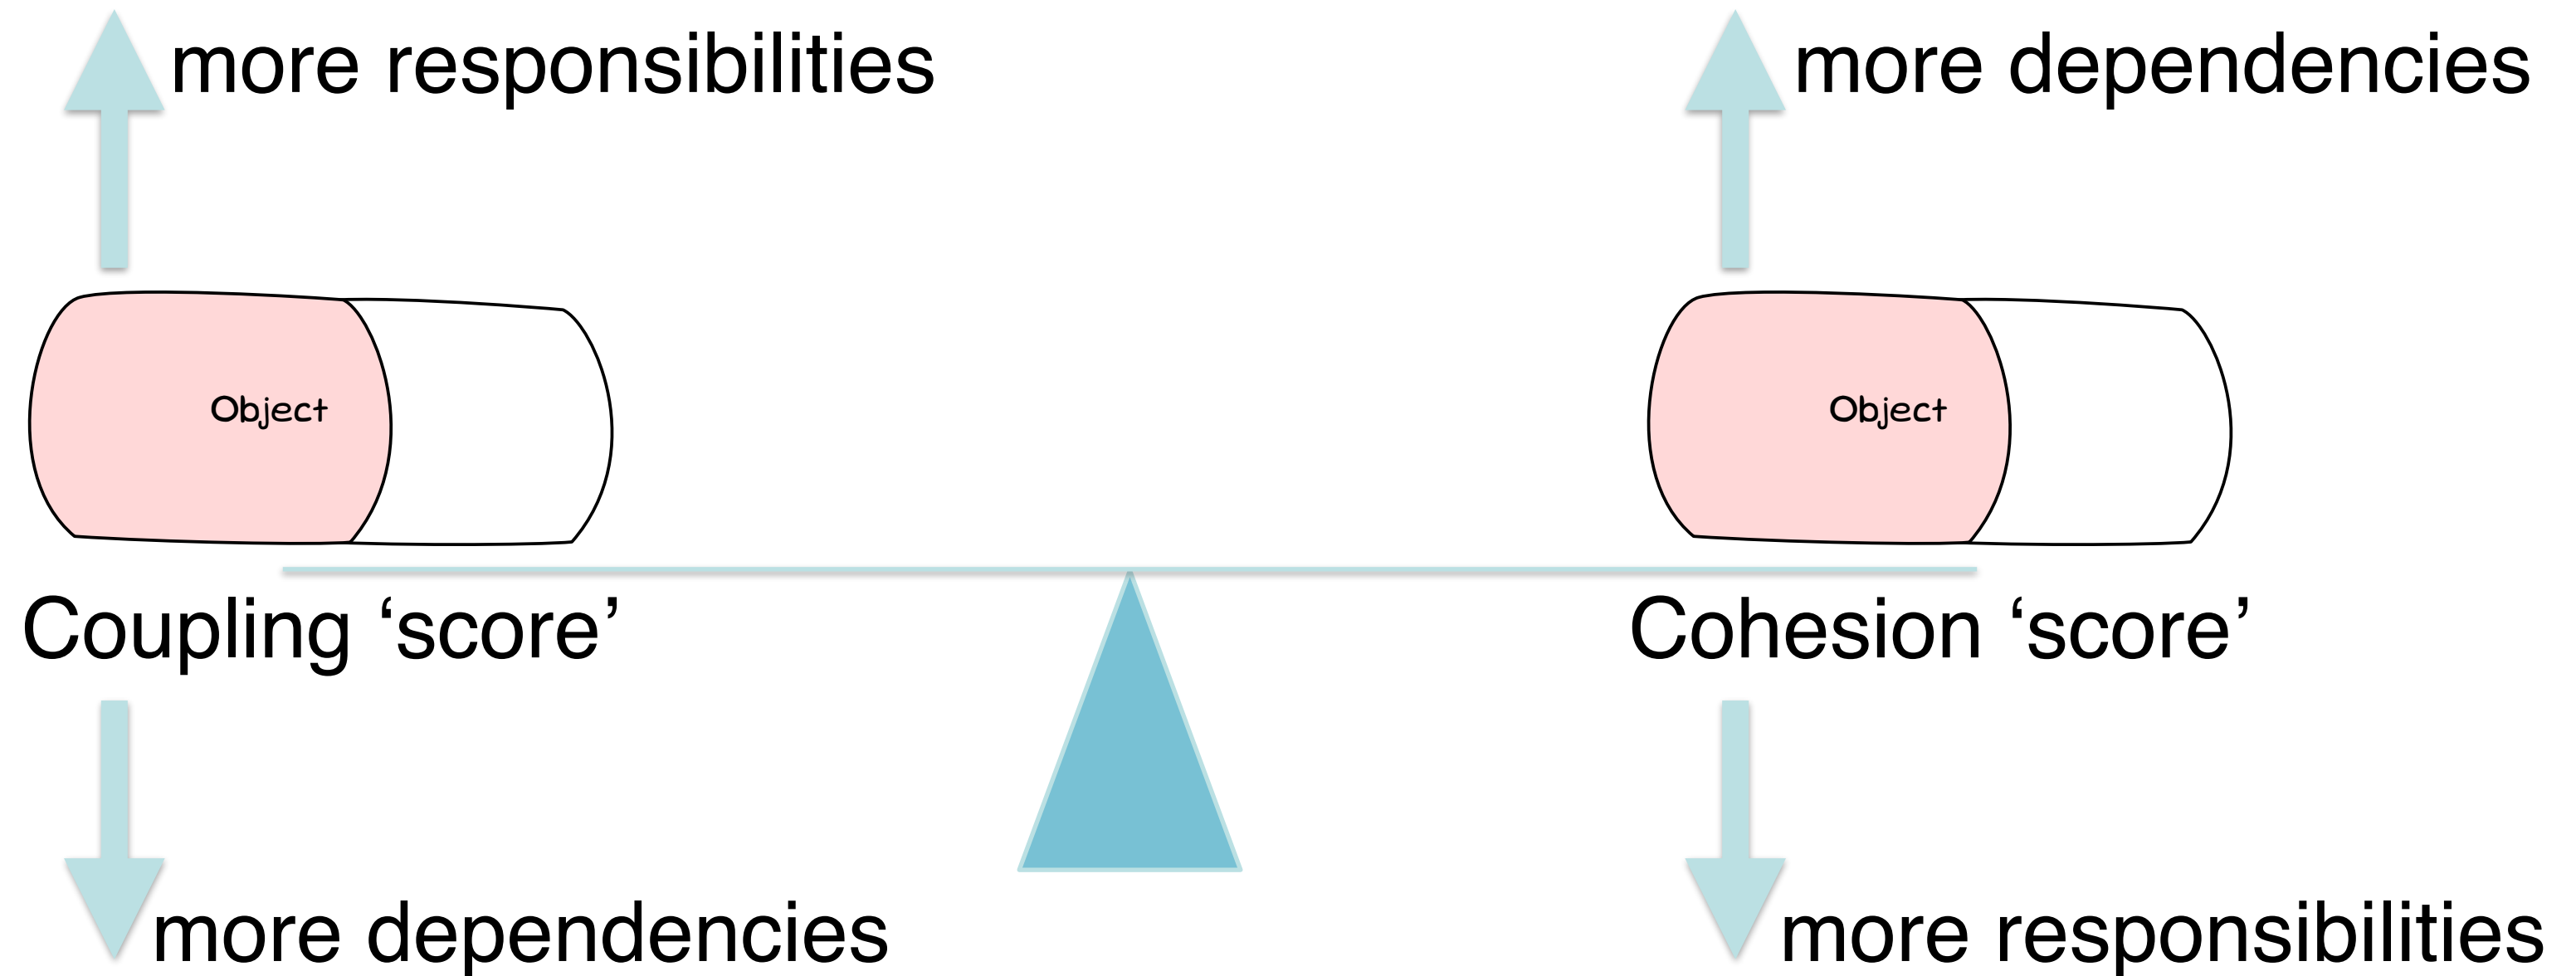 more responsibilities
more dependencies
Object
Object
Coupling ‘score’
Cohesion ‘score’
more dependencies
more responsibilities